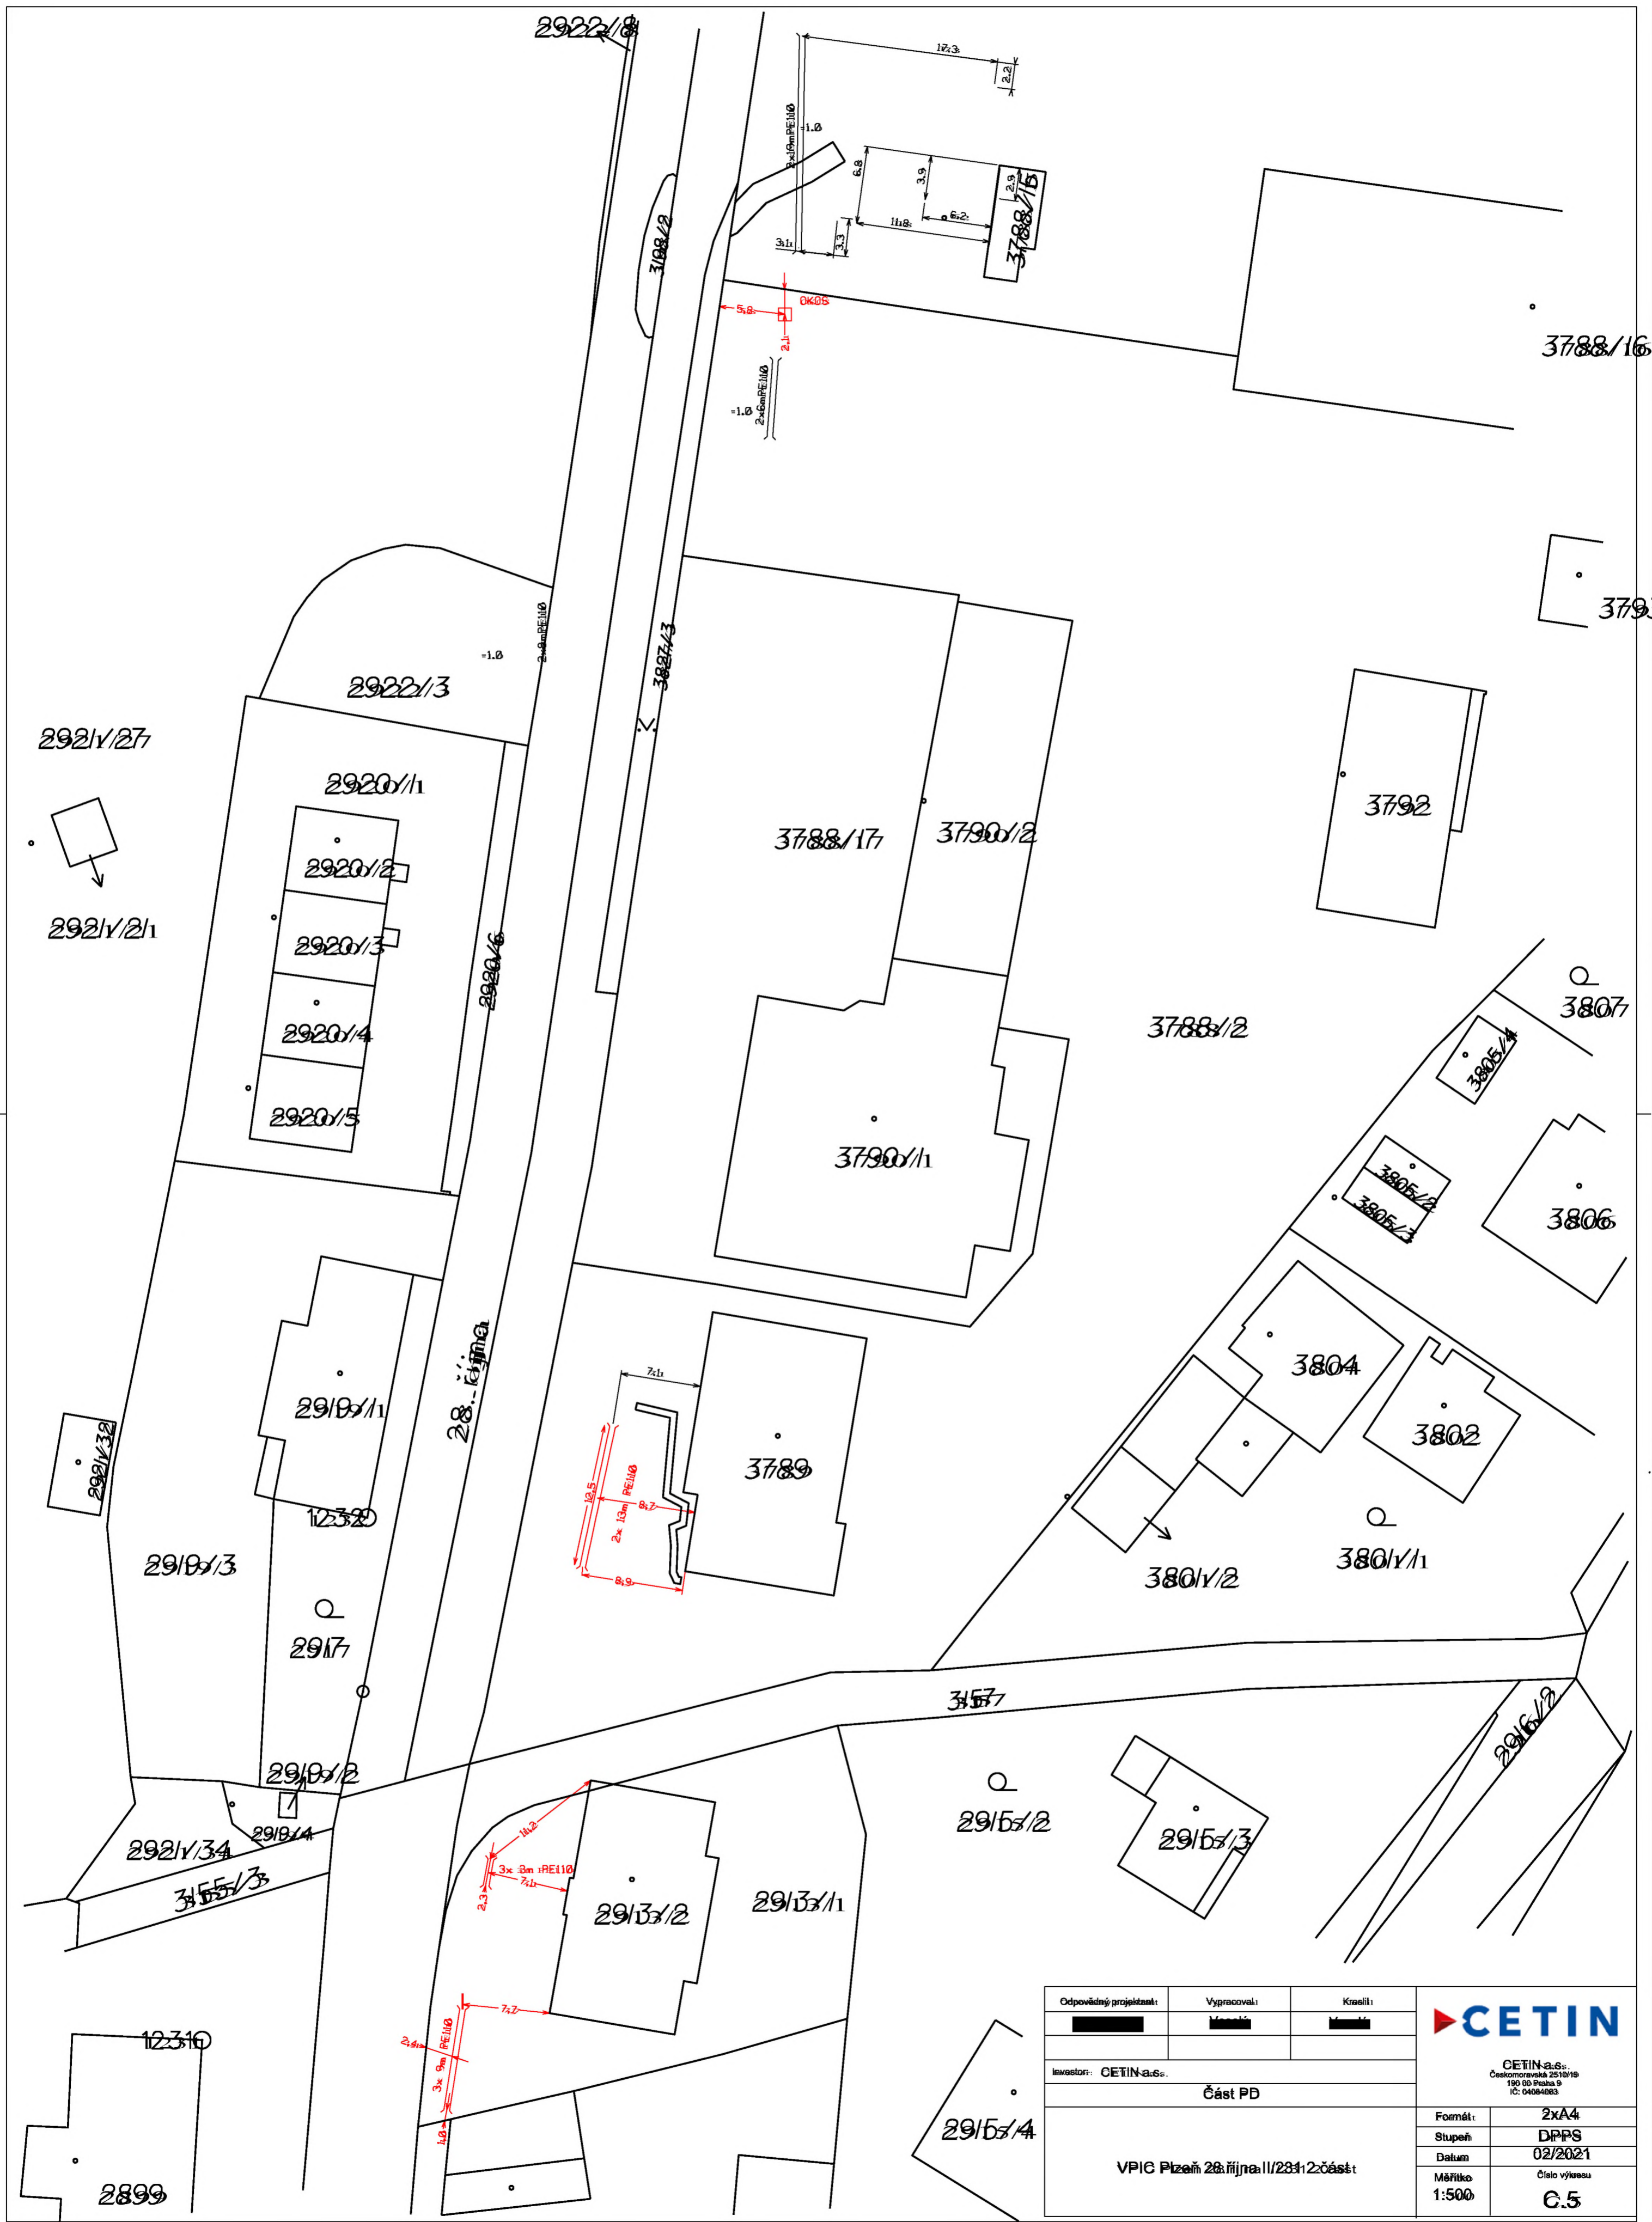 2922/8
17.3
2.2
2x19mPE110
=1.0
6.8
3.9
2.9
3788/15
6.2
11.8
3.1
3.3
3198/2
OKOS
5.8
2.1
3788/16
=1.0
2x6mPE110
2x9mPE110
=1.0
3827/3
2922/3
2921/27
2920/1
3788/17
3790/2
3792
2920/2
2921/21
2920/3
2920/6
2920/4
3788/2
3807
3805/4
2920/5
3790/1
3805/2
3805/3
3806
28. října
7.1
3804
2919/1
3802
2921/32
3789
12.5
2x 13m PE110
8.7
1232
2919/3
8.9
3801/2
3801/1
2917
3157
2916/2
2919/2
2919/4
2921/34
3155/3
11.2
3x 3m PE110
7.1
2.3
2913/2
2913/1
2915/2
2915/3
7.7
2.4
3x 9m PE110
1.0
1231
2899
2915/4
Odpovědný projektant:
Vypracoval:
Kreslil:
CETIN
Investor: CETIN a.s.
CETIN a.s.
Českomoravská 2510/19
190 00 Praha 9
IČ: 04084063
Část PD
Formát: 2xA4
Stupeň DPPS
Datum 02/2021
VPIC Plzeň 28.října II/231 2.část
Měřítko
1:500
Číslo výkresu
C.5